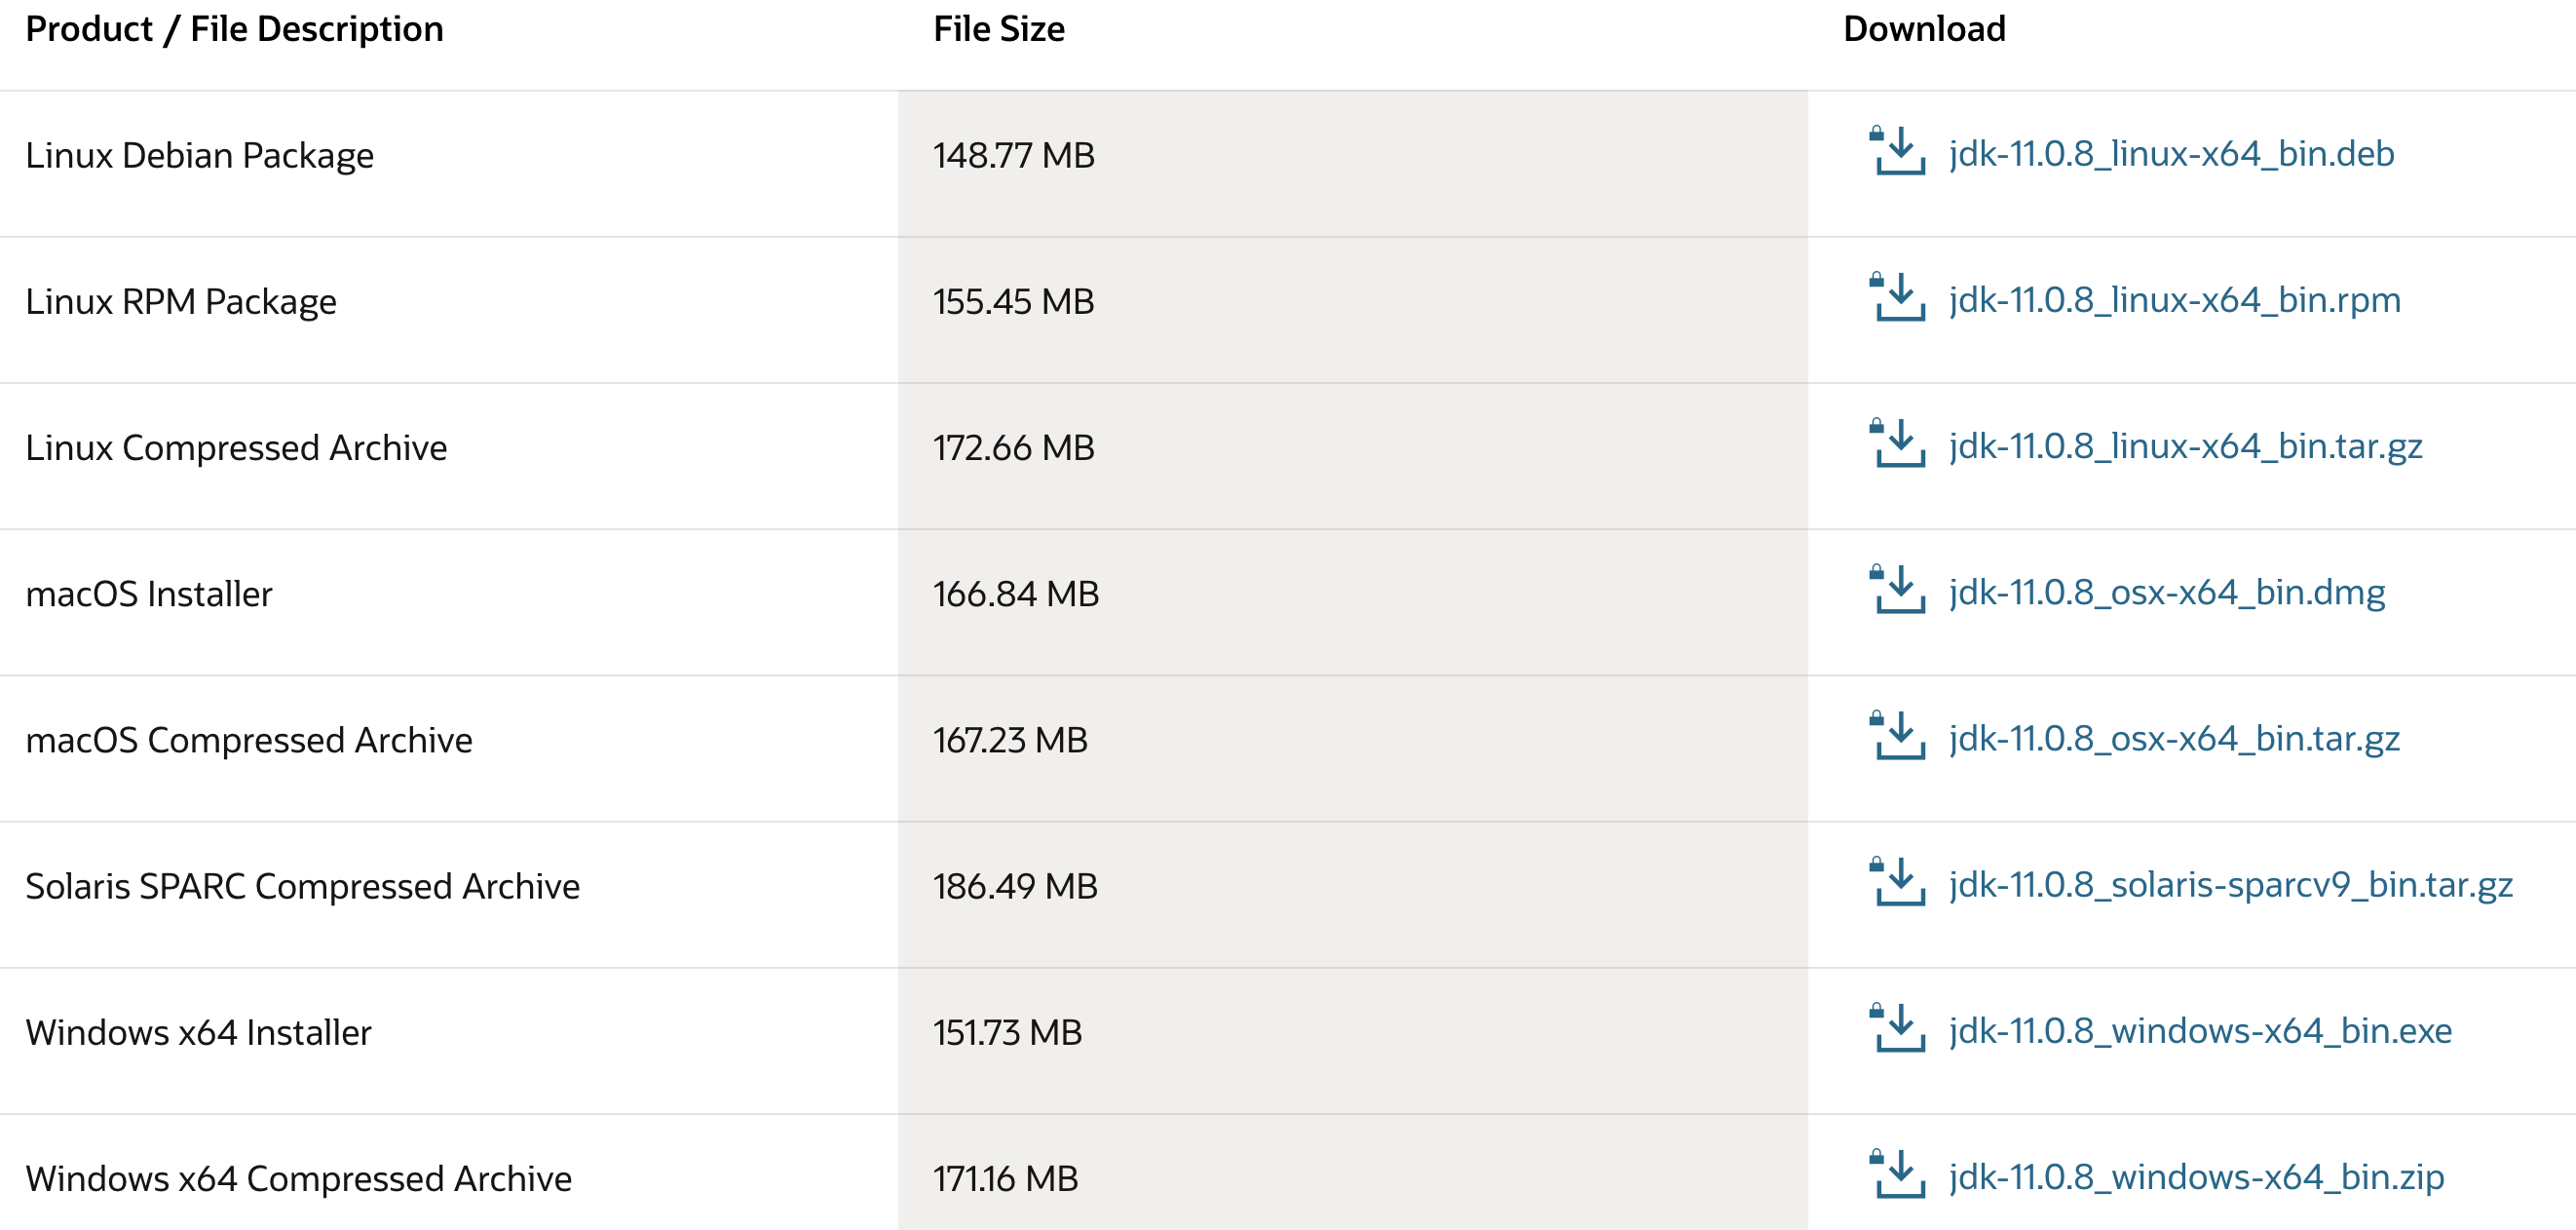 Product / File Description File Size Download
Linux Debian Package 148.77 MB jdk-11.0.8_linux-x64_bin.deb
Linux RPM Package 155.45 MB jdk-11.0.8_linux-x64_bin.rpm
Linux Compressed Archive 172.66 MB jdk-11.0.8_linux-x64_bin.tar.gz
macOS Installer 166.84 MB jdk-11.0.8_osx-x64_bin.dmg
macOS Compressed Archive 167.23 MB jdk-11.0.8_osx-x64_bin.tar.gz
Solaris SPARC Compressed Archive 186.49 MB jdk-11.0.8_solaris-sparcv9_bin.tar.gz
Windows x64 Installer 151.73 MB jdk-11.0.8_windows-x64_bin.exe
Windows x64 Compressed Archive 171.16 MB jdk-11.0.8_windows-x64_bin.zip